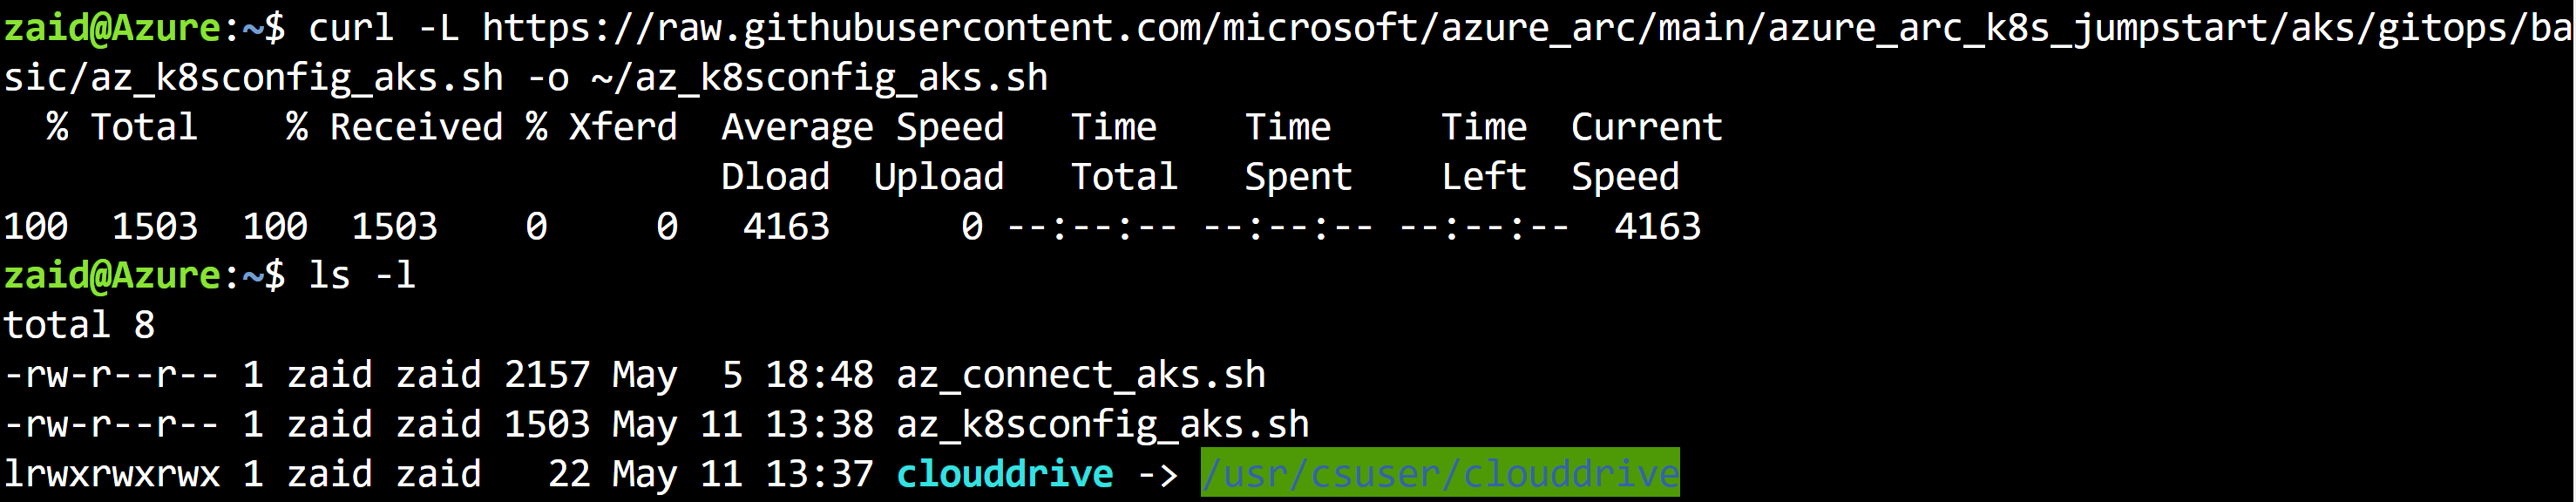 zaid@Azure:~$ curl -L https://raw.githubusercontent.com/microsoft/azure_arc/main/azure_arc_k8s_jumpstart/aks/gitops/ba
sic/az_k8sconfig_aks.sh -o ~/az_k8sconfig_aks.sh
  % Total    % Received % Xferd  Average Speed   Time    Time     Time  Current
                                 Dload  Upload   Total   Spent    Left  Speed
100  1503  100  1503    0     0   4163      0 --:--:-- --:--:-- --:--:--  4163
zaid@Azure:~$ ls -l
total 8
-rw-r--r-- 1 zaid zaid 2157 May  5 18:48 az_connect_aks.sh
-rw-r--r-- 1 zaid zaid 1503 May 11 13:38 az_k8sconfig_aks.sh
lrwxrwxrwx 1 zaid zaid   22 May 11 13:37 clouddrive -> /usr/csuser/clouddrive